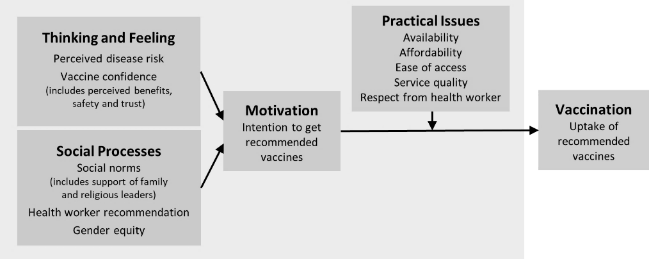 Thinking and Feeling
Perceived disease risk
Vaccine confidence
(includes perceived benefits,
safety and trust)
Social Processes
Social norms
(includes support of family
and religious leaders)
Health worker recommendation
Gender equity
Motivation
Intention to get
recommended
vaccines
Practical Issues
Availability
Affordability
Ease of access
Service quality
Respect from health worker
Vaccination
Uptake of
recommended
vaccines